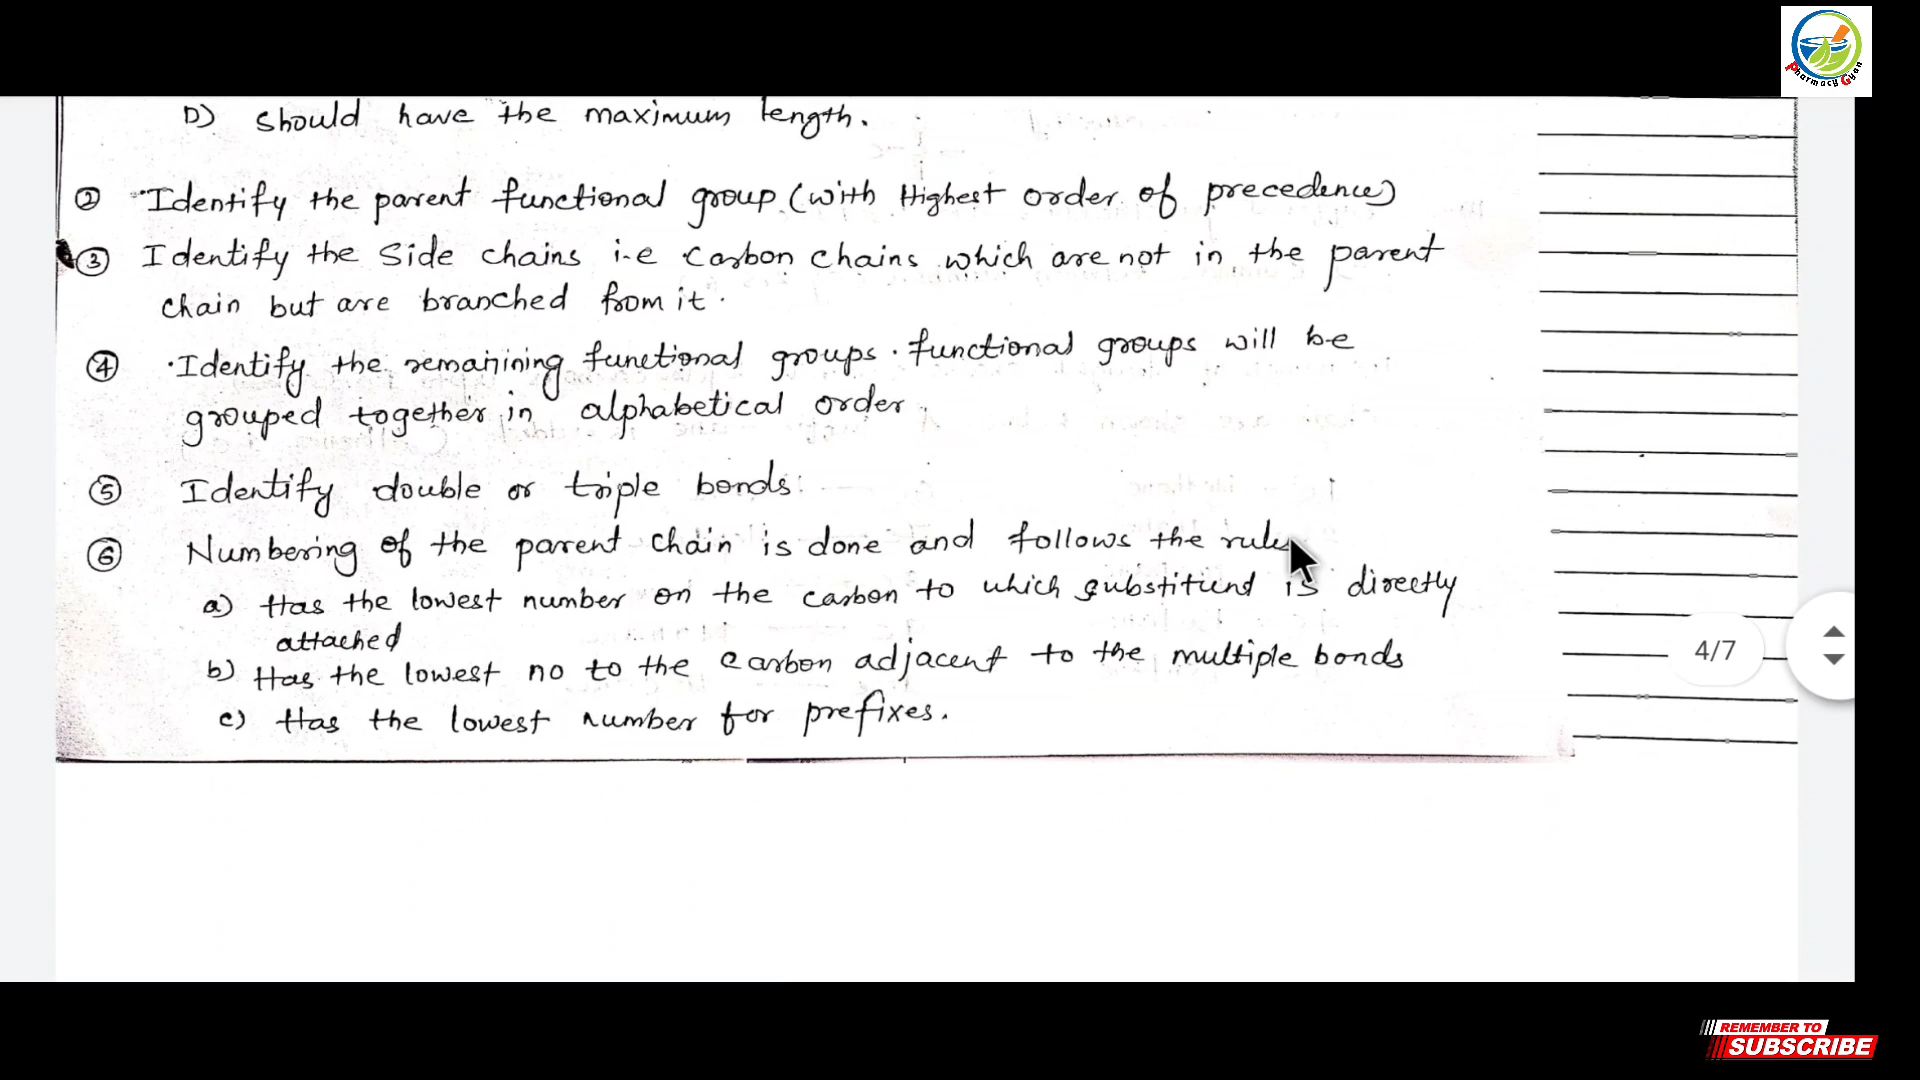 Pharmacy Gyan
D) should have the maximum length.
② Identify the parent functional group (with Highest order of precedence)
③ Identify the Side chains i.e Carbon chains which are not in the parent
chain but are branched from it.
④ Identify the remaining functional groups. functional groups will be
grouped together in alphabetical order.
⑤ Identify double or triple bonds.
⑥ Numbering of the parent chain is done and follows the rules
a) Has the lowest number on the carbon to which substitiend is directly
attached
b) Has the lowest no to the carbon adjacent to the multiple bonds
c) Has the lowest number for prefixes.
4/7
REMEMBER TO
SUBSCRIBE